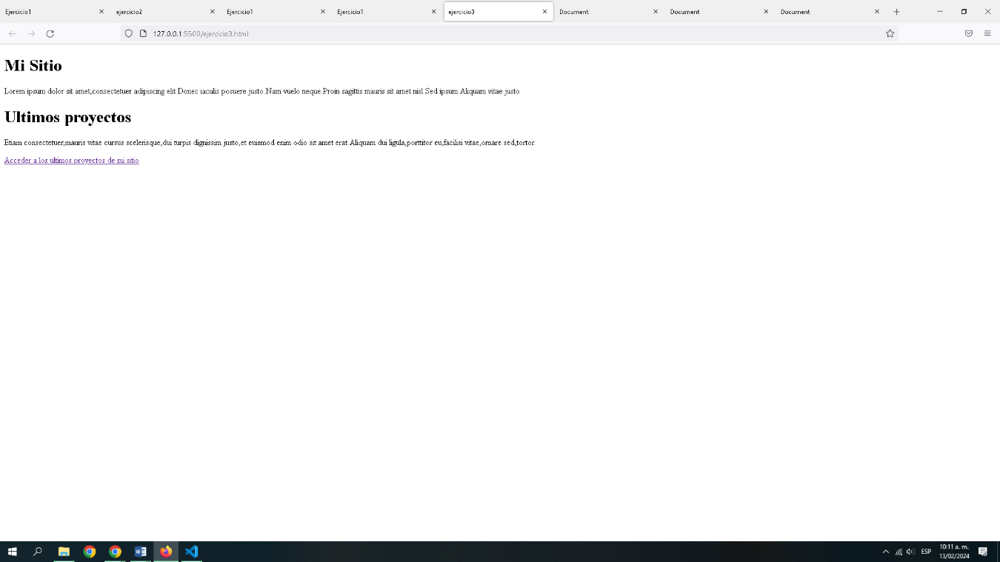 Ejercicio1
ejercicio2
Ejercicio1
Ejercicio1
ejercicio3
Document
Document
Document
127.0.0.1:5500/ejercicio3.html
Mi Sitio
Lorem ipsum dolor sit amet,consectetuer adipiscing elit.Donec iaculis posuere justo.Nam vuelo neque.Proin sagittis mauris sit amet nisl.Sed ipsum.Aliquam vitae justo
Ultimos proyectos
Etiam consectetuer,mauris vitae cursus scelerisque,dui turpis dignissim justo,et euismod enim odio sit amet erat.Aliquam dui ligula,porttitor eu,facilisi vitae,ornare sed,tortor.
Acceder a los ultimos proyectos de mi sitio
ESP
10:11 a. m.
13/02/2024